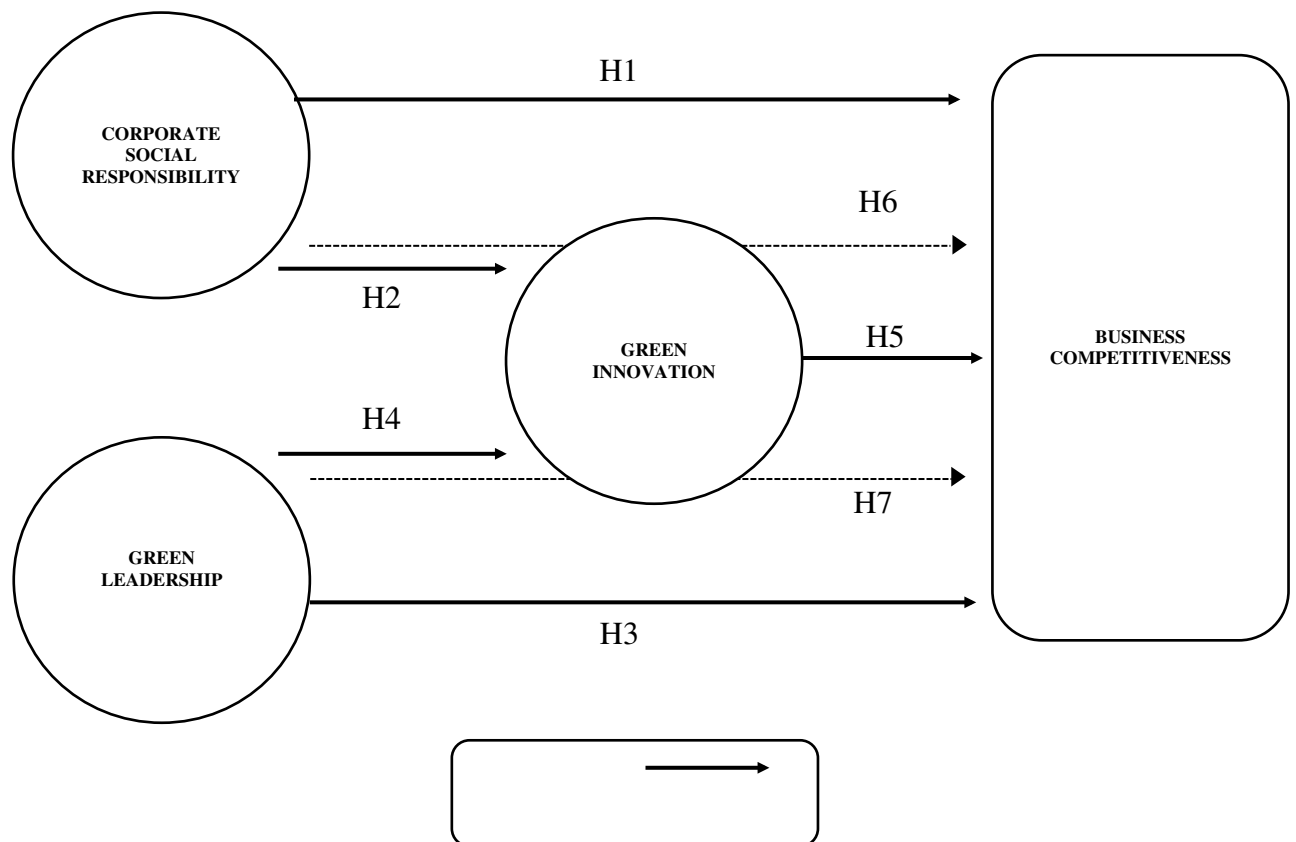 H1
CORPORATE
SOCIAL
RESPONSIBILITY
H6
H2
H5
GREEN
INNOVATION
BUSINESS
COMPETITIVENESS
H4
H7
GREEN
LEADERSHIP
H3